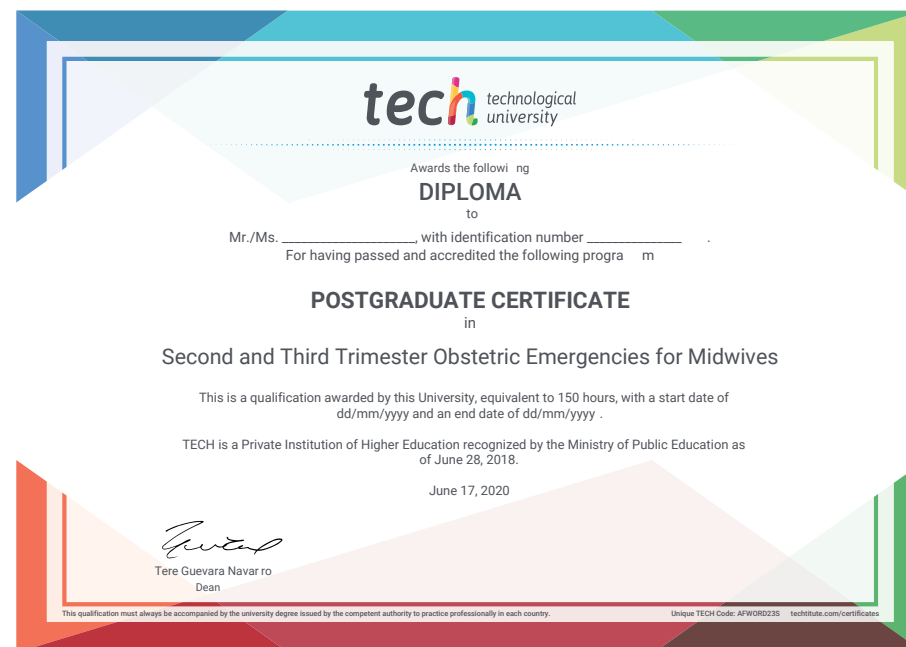 tech technological
university
Awards the followi ng
DIPLOMA
to
Mr./Ms. ____________________, with identification number ______________ .
For having passed and accredited the following progra m
POSTGRADUATE CERTIFICATE
in
Second and Third Trimester Obstetric Emergencies for Midwives
This is a qualification awarded by this University, equivalent to 150 hours, with a start date of
dd/mm/yyyy and an end date of dd/mm/yyyy .
TECH is a Private Institution of Higher Education recognized by the Ministry of Public Education as
of June 28, 2018.
June 17, 2020
Tere Guevara Navar ro
Dean
This qualification must always be accompanied by the university degree issued by the competent authority to practice professionally in each country. Unique TECH Code: AFWORD23S techtitute.com/certificates